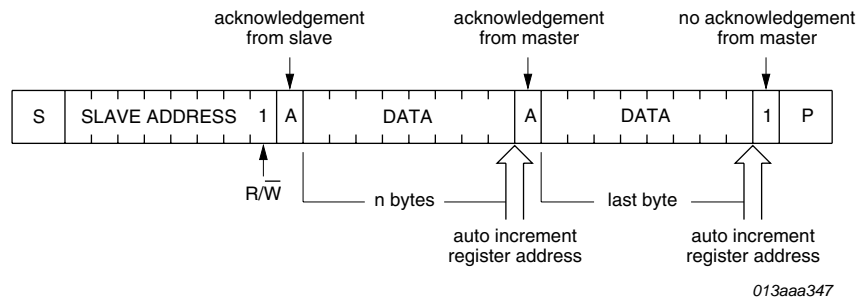 acknowledgement
from slave
acknowledgement
from master
no acknowledgement
from master
S SLAVE ADDRESS 1 A DATA A DATA 1 P
R/W̅
n bytes
last byte
auto increment
register address
auto increment
register address
013aaa347